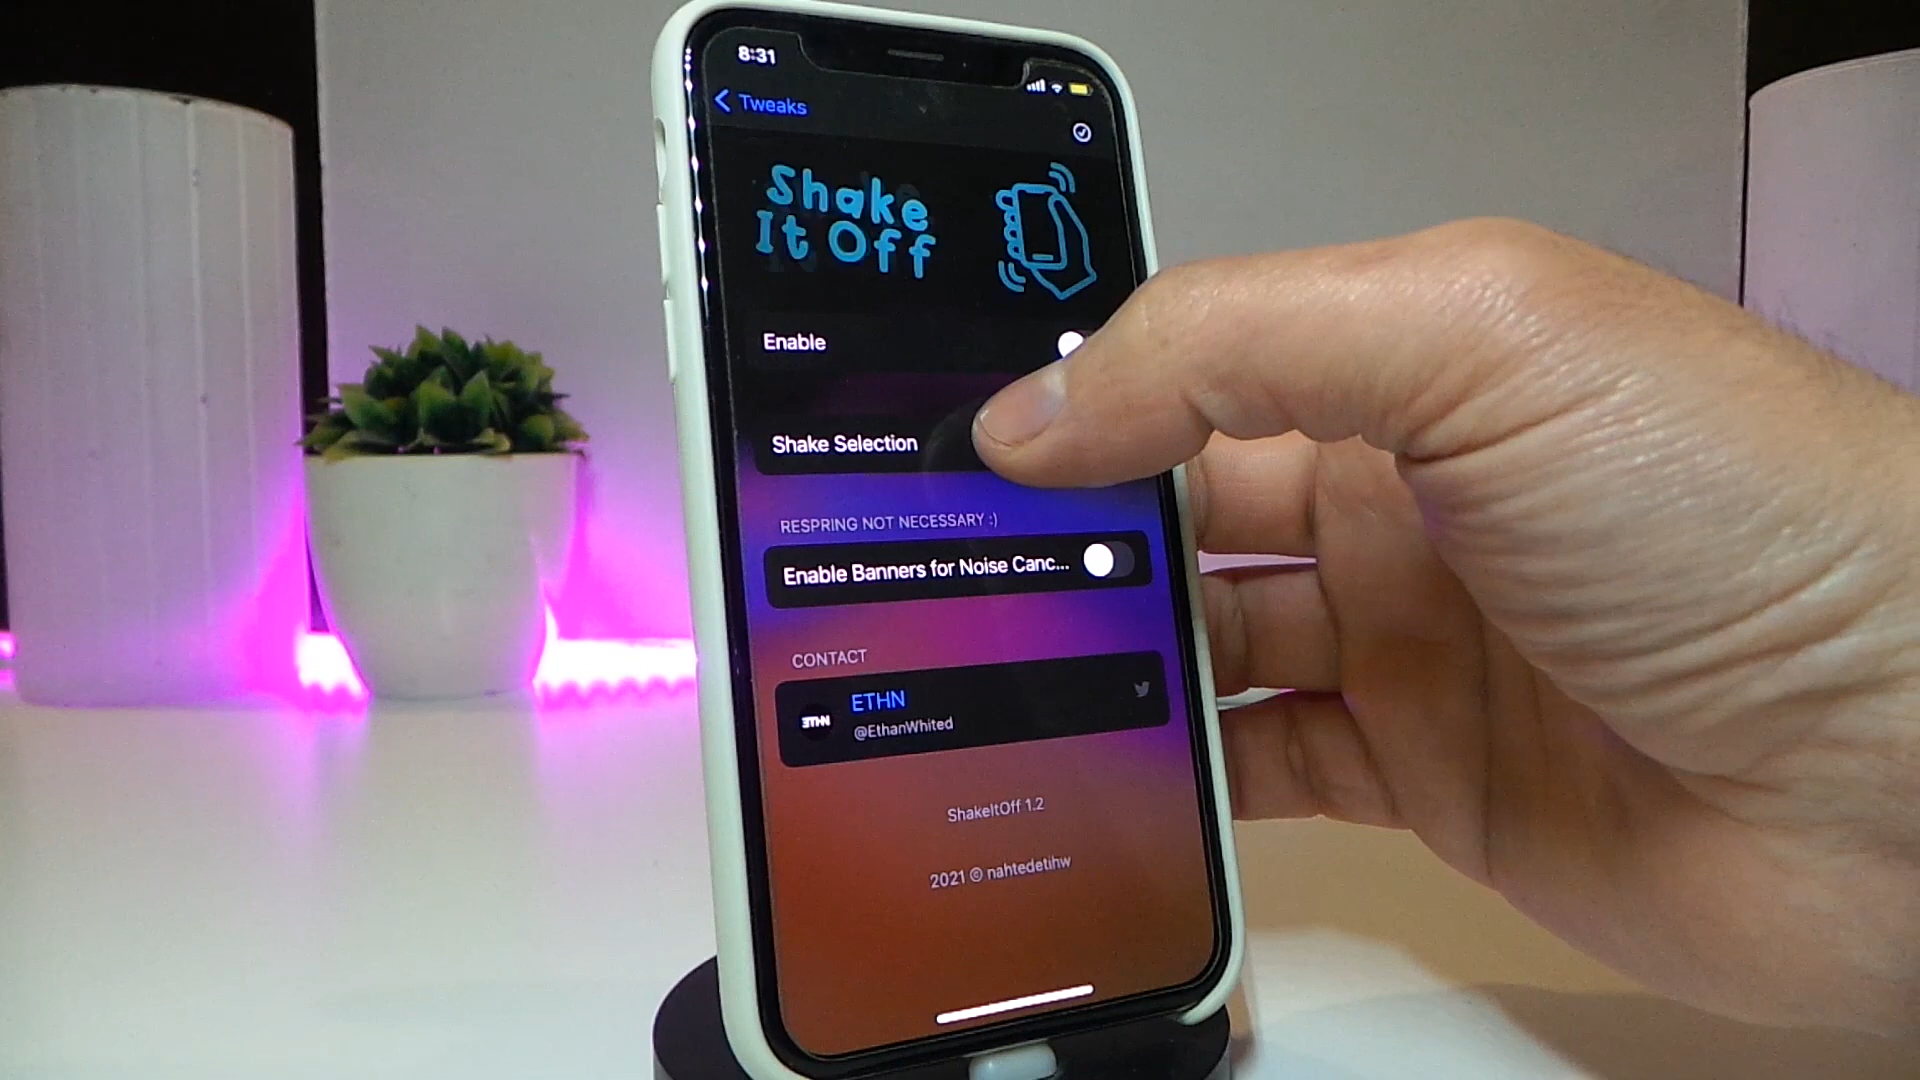 8:31
Tweaks
Shake
It Off
Enable
Shake Selection
RESPRING NOT NECESSARY :)
Enable Banners for Noise Canc...
CONTACT
ETHN
ETHN
@EthanWhited
ShakeItOff 1.2
2021 © nahtedetihw